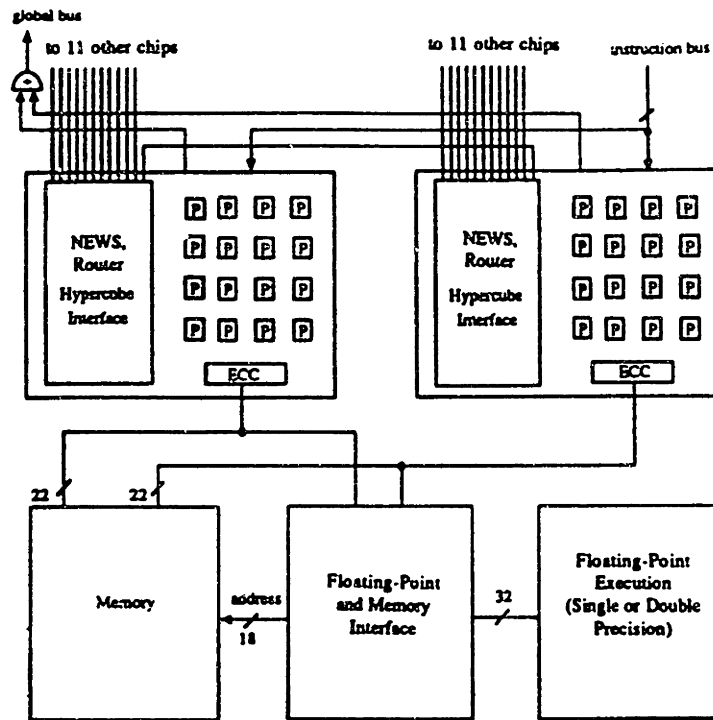 global bus
to 11 other chips
to 11 other chips
instruction bus
NEWS,
Router
Hypercube
Interface
P P P P
P P P P
P P P P
P P P P
ECC
NEWS,
Router
Hypercube
Interface
P P P P
P P P P
P P P P
P P P P
ECC
22
22
Memory
address
18
Floating-Point
and Memory
Interface
32
Floating-Point
Execution
(Single or Double
Precision)